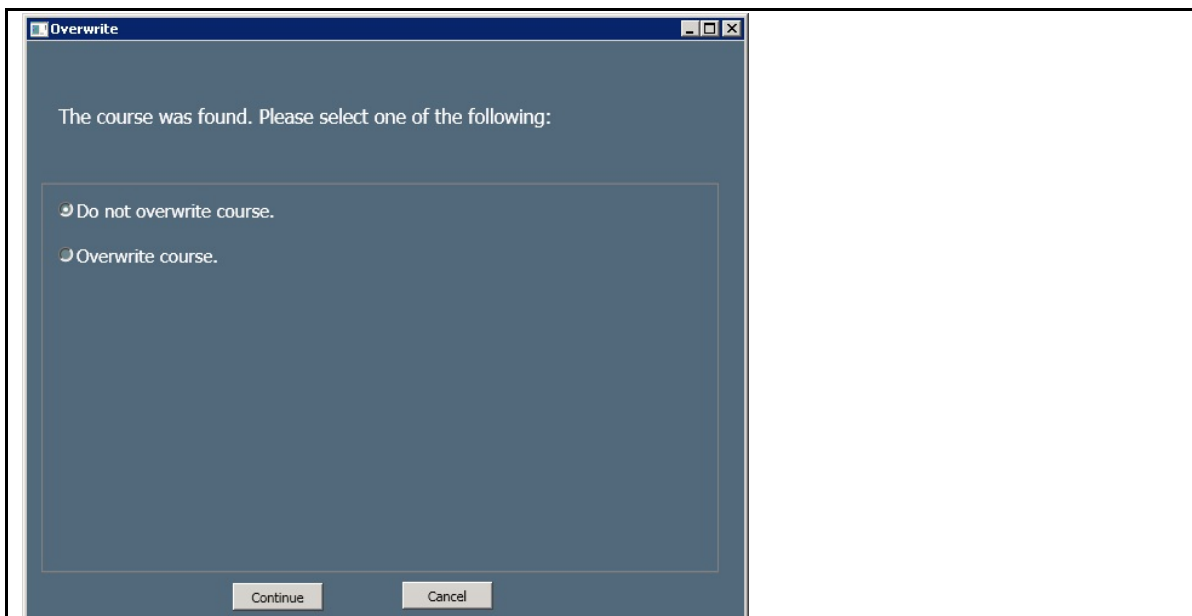 Overwrite
The course was found. Please select one of the following:
Do not overwrite course.
Overwrite course.
Continue Cancel